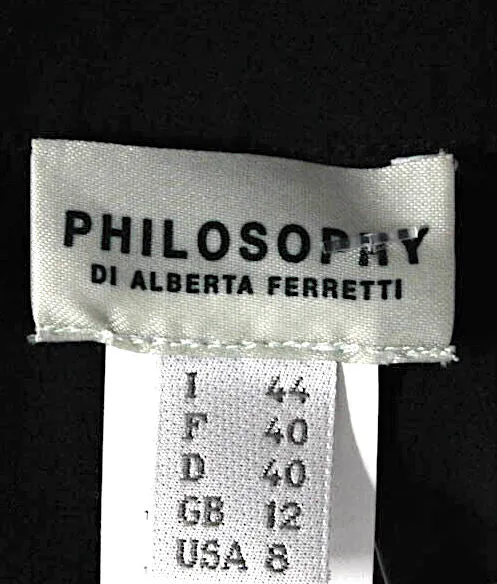 PHILOSOPHY
DI ALBERTA FERRETTI
I 44
F 40
D 40
GB 12
USA 8